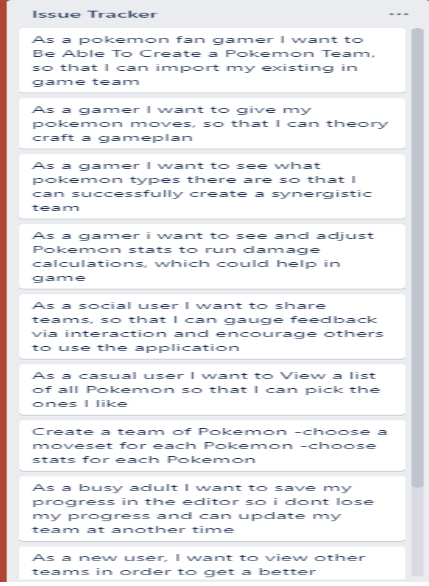 Issue Tracker
As a pokemon fan gamer I want to
Be Able To Create a Pokemon Team,
so that I can import my existing in
game team
As a gamer I want to give my
pokemon moves, so that I can theory
craft a gameplan
As a gamer I want to see what
pokemon types there are so that I
can successfully create a synergistic
team
As a gamer i want to see and adjust
Pokemon stats to run damage
calculations, which could help in
game
As a social user I want to share
teams, so that I can gauge feedback
via interaction and encourage others
to use the application
As a casual user I want to View a list
of all Pokemon so that I can pick the
ones I like
Create a team of Pokemon -choose a
moveset for each Pokemon -choose
stats for each Pokemon
As a busy adult I want to save my
progress in the editor so i dont lose
my progress and can update my
team at another time
As a new user, I want to view other
teams in order to get a better